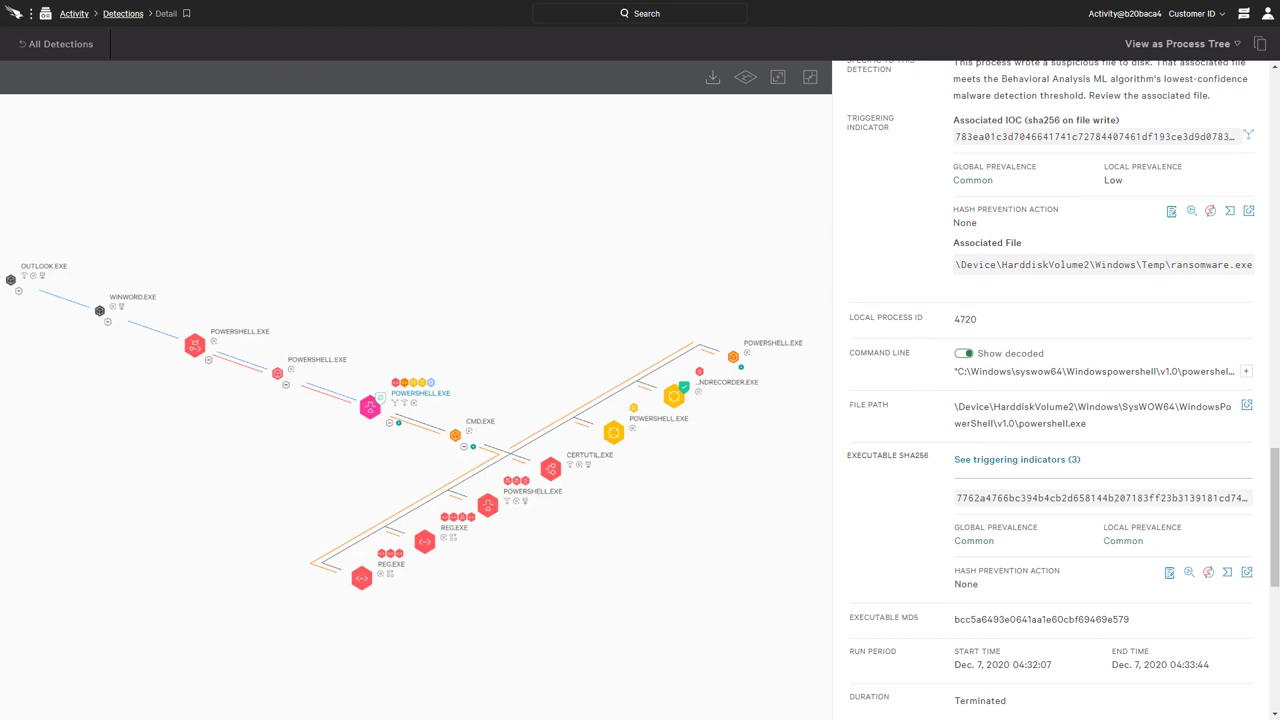 Activity
Detections
Detail
Search
Activity@b20baca4
Customer ID
All Detections
View as Process Tree
OUTLOOK.EXE
WINWORD.EXE
POWERSHELL.EXE
POWERSHELL.EXE
POWERSHELL.EXE
CMD.EXE
POWERSHELL.EXE
...NDRECORDER.EXE
POWERSHELL.EXE
CERTUTIL.EXE
POWERSHELL.EXE
REG.EXE
REG.EXE
SPECIFIC TO THIS
DETECTION
This process wrote a suspicious file to disk. That associated file
meets the Behavioral Analysis ML algorithm's lowest-confidence
malware detection threshold. Review the associated file.
TRIGGERING
INDICATOR
Associated IOC (sha256 on file write)
783ea01c3d7046641741c72784407461df193ce3d9d0783...
GLOBAL PREVALENCE
Common
LOCAL PREVALENCE
Low
HASH PREVENTION ACTION
None
Associated File
\Device\HarddiskVolume2\Windows\Temp\ransomware.exe
LOCAL PROCESS ID
4720
COMMAND LINE
Show decoded
"C:\Windows\syswow64\Windowspowershell\v1.0\powershel...
FILE PATH
\Device\HarddiskVolume2\Windows\SysWOW64\WindowsPo
werShell\v1.0\powershell.exe
EXECUTABLE SHA256
See triggering indicators (3)
7762a4766bc394b4cb2d658144b207183ff23b3139181cd74...
GLOBAL PREVALENCE
Common
LOCAL PREVALENCE
Common
HASH PREVENTION ACTION
None
EXECUTABLE MD5
bcc5a6493e0641aa1e60cbf69469e579
RUN PERIOD
START TIME
Dec. 7, 2020 04:32:07
END TIME
Dec. 7, 2020 04:33:44
DURATION
Terminated